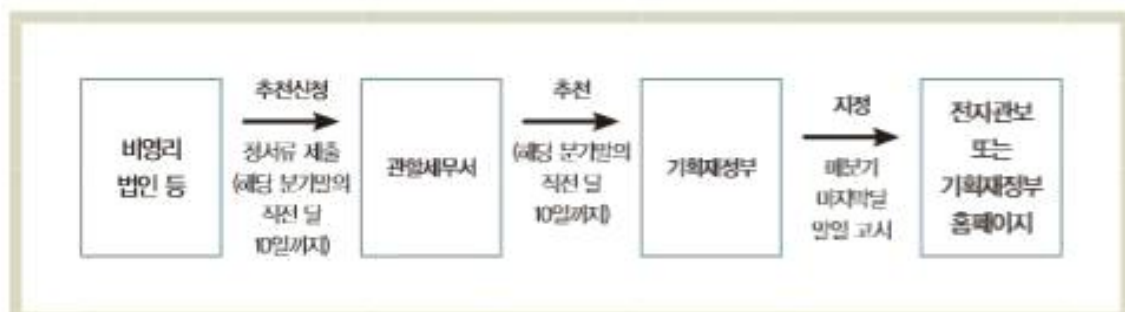 비영리
법인 등
추천신청
정서류 제출
(해당 분기말의
직전 달
10일까지)
관할세무서
추천
(해당 분기말의
직전 달
10일까지)
기획재정부
지정
매분기
마지막달
말일 고시
전자관보
또는
기획재정부
홈페이지